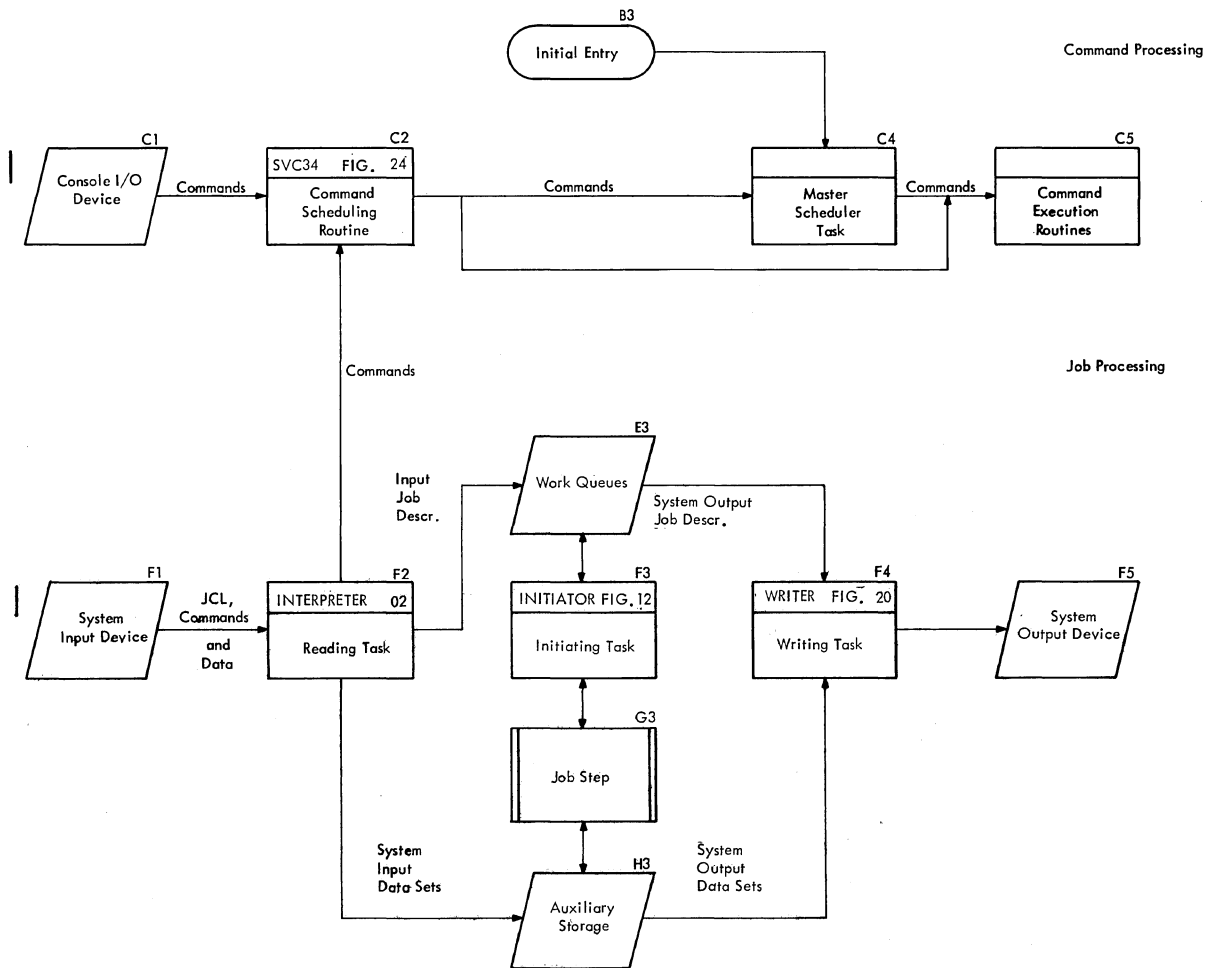 B3
Initial Entry
Command Processing
C1
C2
C4
C5
SVC34 FIG. 24
Console I/O
Device
Commands
Command
Scheduling
Routine
Commands
Master
Scheduler
Task
Commands
Command
Execution
Routines
Commands
Job Processing
E3
Input
Job
Descr.
Work Queues
System Output
Job Descr.
F1
F2
F3
F4
F5
INTERPRETER 02
INITIATOR FIG. 12
WRITER FIG. 20
System
Input Device
JCL,
Commands
and
Data
Reading Task
Initiating Task
Writing Task
System
Output Device
G3
Job Step
System
Input
Data Sets
H3
Auxiliary
Storage
System
Output
Data Sets